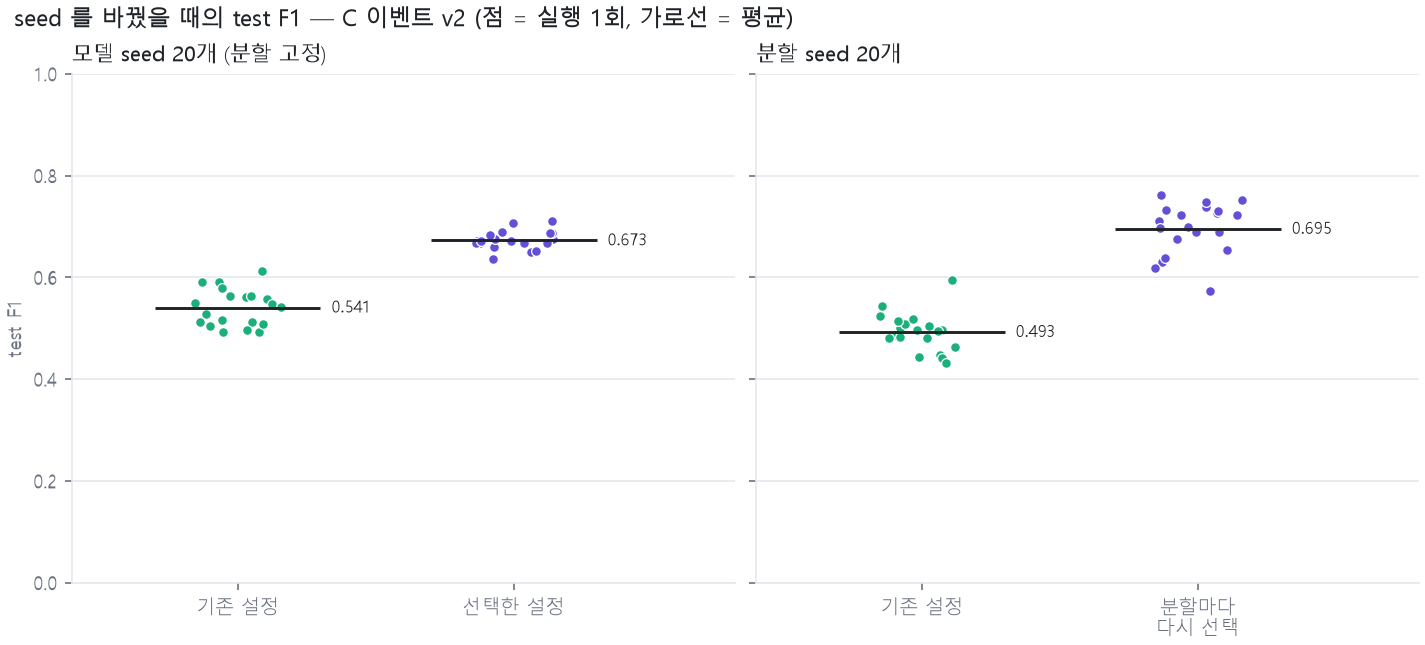 seed 를 바꿨을 때의 test F1 — C 이벤트 v2 (점 = 실행 1회, 가로선 = 평균)
모델 seed 20개 (분할 고정)
분할 seed 20개
1.0
0.8
0.6
0.4
0.2
0.0
test F1
0.541
0.673
0.493
0.695
기존 설정
선택한 설정
기존 설정
분할마다
다시 선택